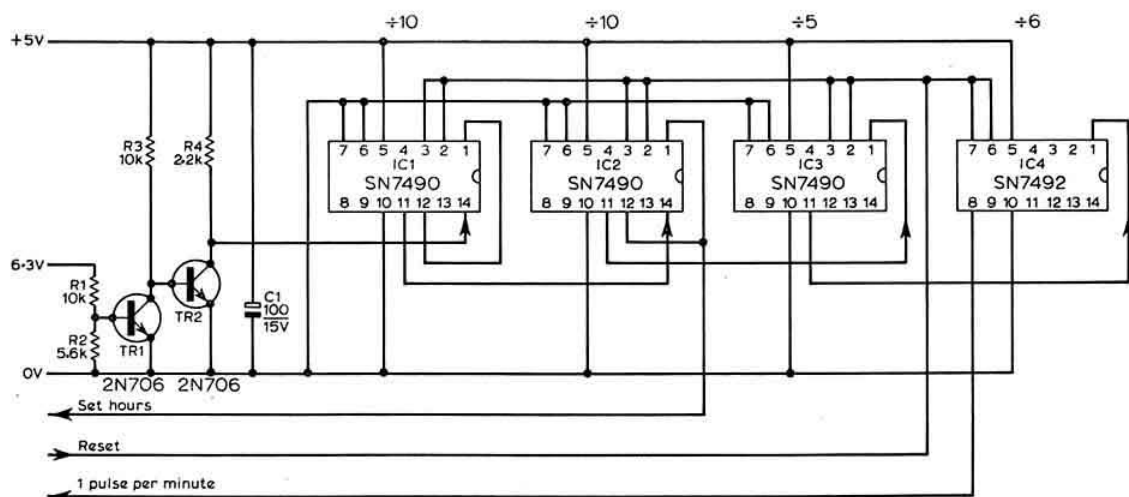 ÷10 ÷10 ÷5 ÷6
+5V
R3
10k
R4
2·2k
7 6 5 4 3 2 1
IC1
SN7490
8 9 10 11 12 13 14
7 6 5 4 3 2 1
IC2
SN7490
8 9 10 11 12 13 14
7 6 5 4 3 2 1
IC3
SN7490
8 9 10 11 12 13 14
7 6 5 4 3 2 1
IC4
SN7492
8 9 10 11 12 13 14
6·3V
R1
10k
R2
5.6k
TR1
TR2
C1
100
15V
0V
2N706 2N706
Set hours
Reset
1 pulse per minute